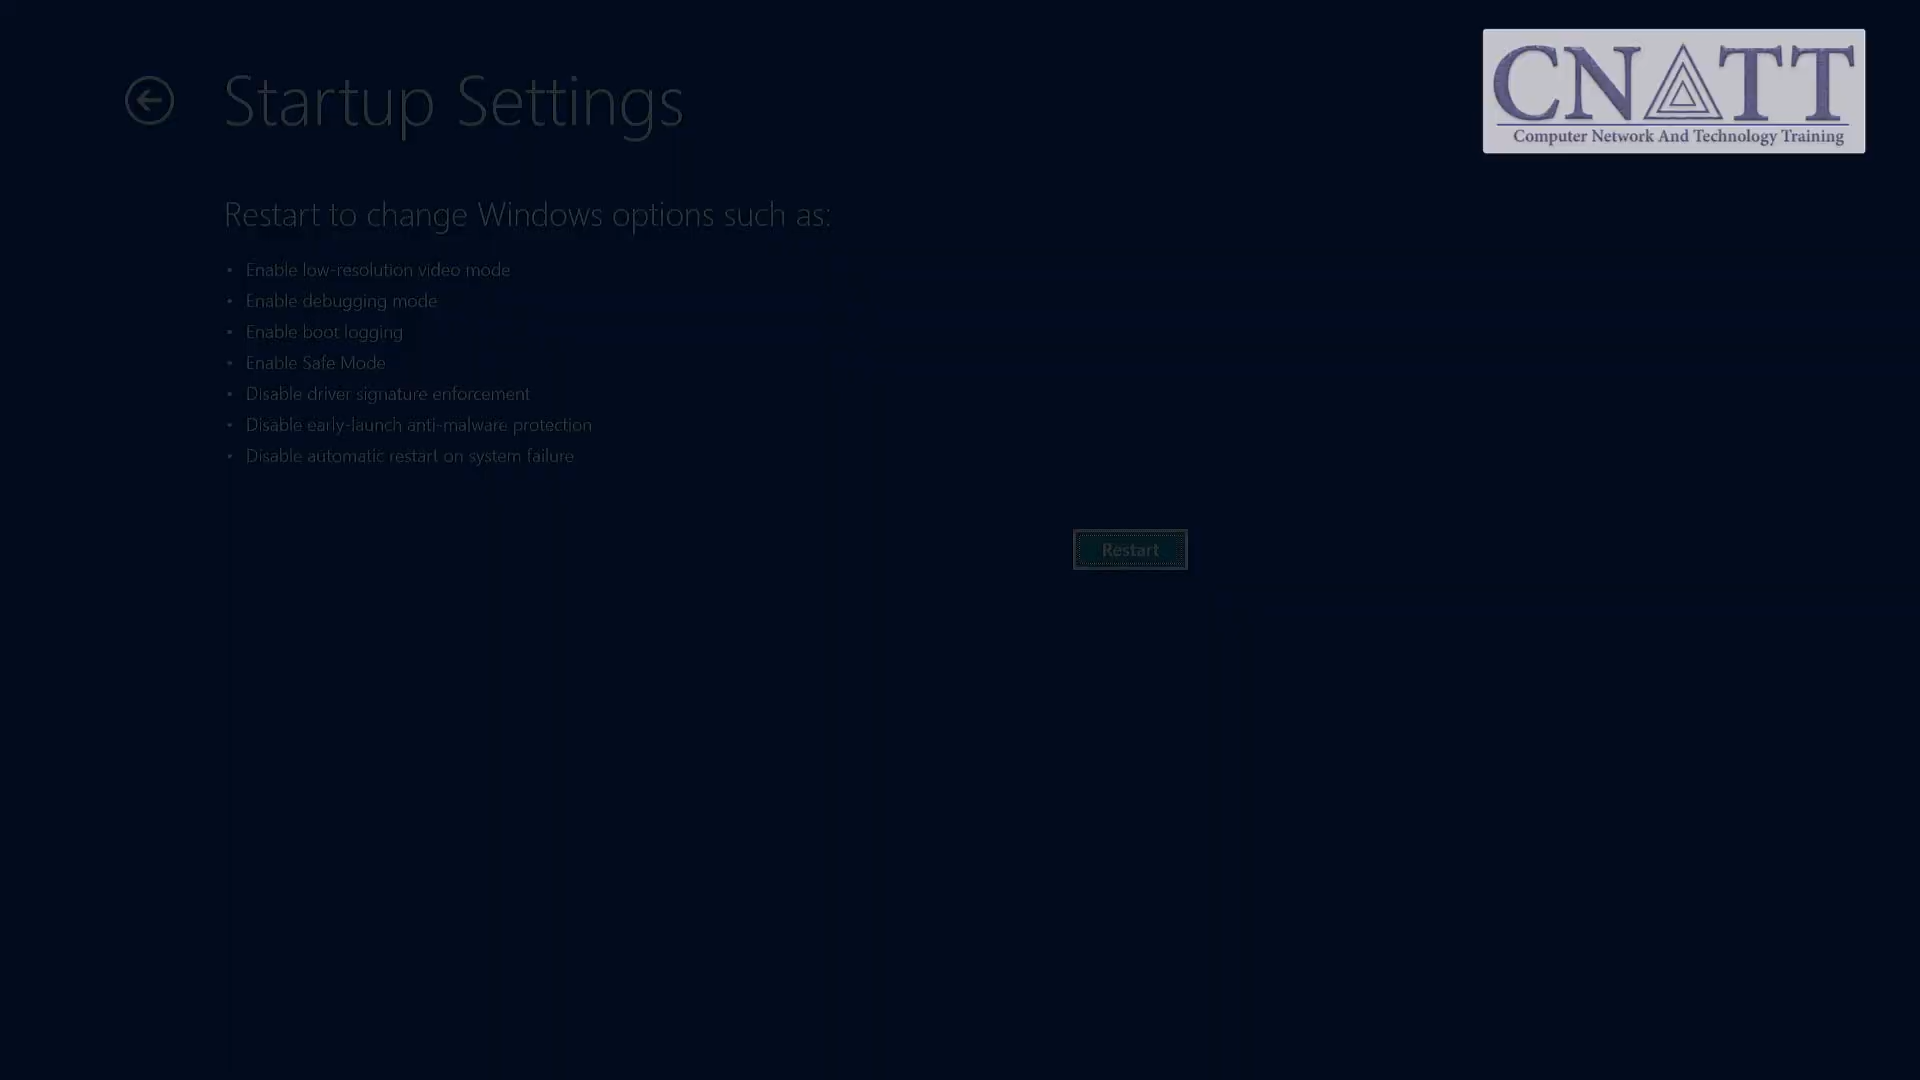 Startup Settings
CNATT
Computer Network And Technology Training
Restart to change Windows options such as:
• Enable low-resolution video mode
• Enable debugging mode
• Enable boot logging
• Enable Safe Mode
• Disable driver signature enforcement
• Disable early-launch anti-malware protection
• Disable automatic restart on system failure
Restart